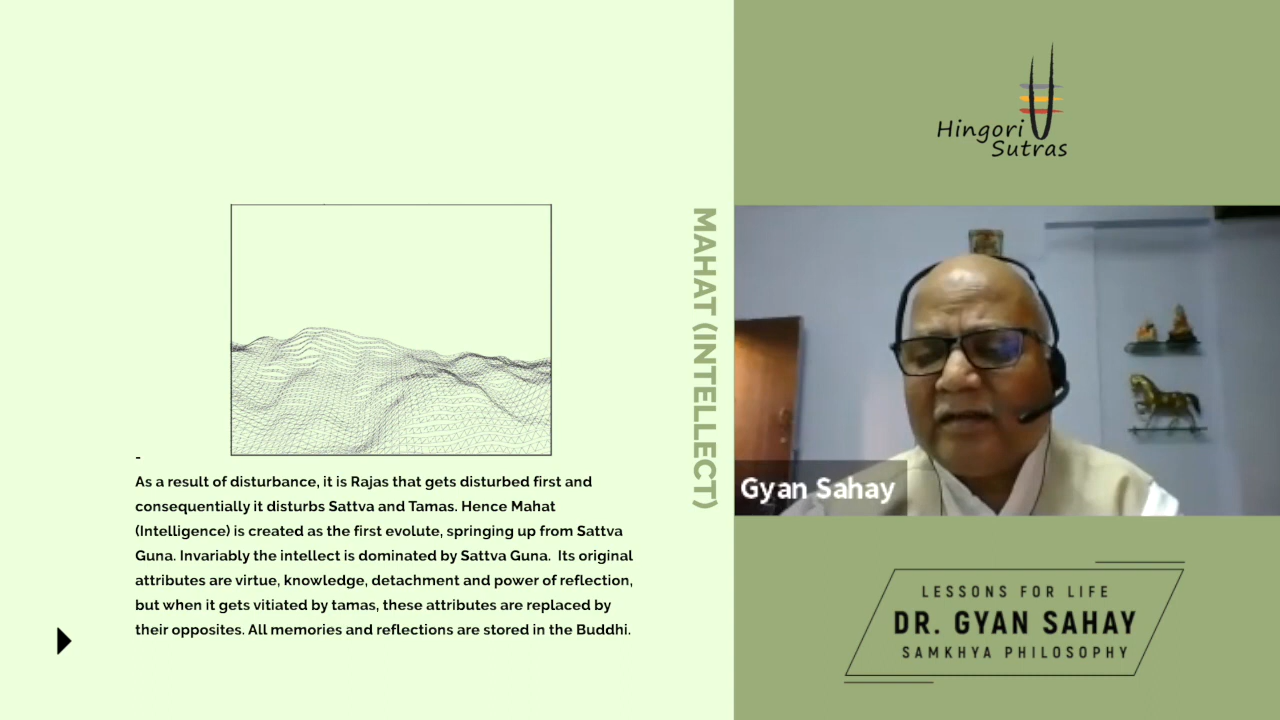 As a result of disturbance, it is Rajas that gets disturbed first and
consequentially it disturbs Sattva and Tamas. Hence Mahat
(Intelligence) is created as the first evolute, springing up from Sattva
Guna. Invariably the intellect is dominated by Sattva Guna.  Its original
attributes are virtue, knowledge, detachment and power of reflection,
but when it gets vitiated by tamas, these attributes are replaced by
their opposites. All memories and reflections are stored in the Buddhi.
MAHAT (INTELLECT)
Hingori
Sutras
Gyan Sahay
LESSONS FOR LIFE
DR. GYAN SAHAY
SAMKHYA PHILOSOPHY